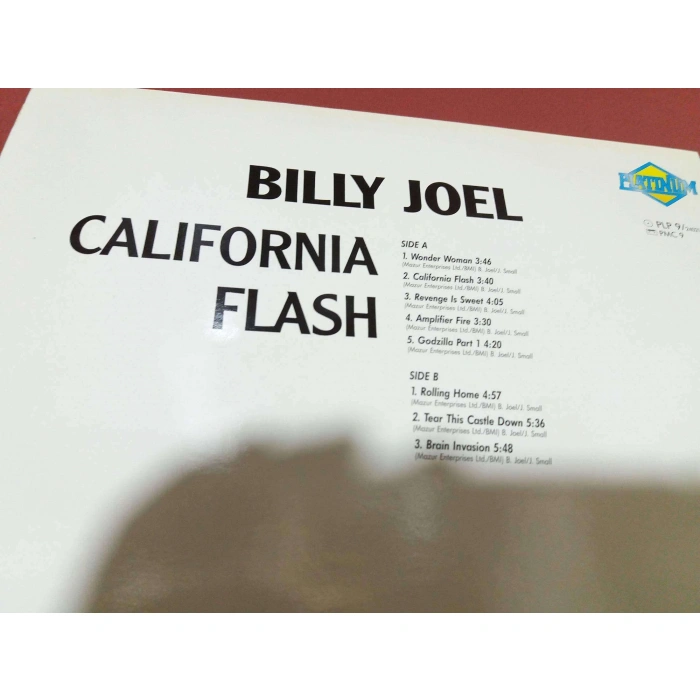 BILLY JOEL
CALIFORNIA
FLASH
PLATINUM
PLP 9/
PMC 9
SIDE A
1. Wonder Woman 3:46
(Mazur Enterprises Ltd./BMI) B. Joel/J. Small
2. California Flash 3:40
(Mazur Enterprises Ltd./BMI) B. Joel/J. Small
3. Revenge Is Sweet 4:05
(Mazur Enterprises Ltd./BMI) B. Joel/J. Small
4. Amplifier Fire 3:30
(Mazur Enterprises Ltd./BMI) B. Joel/J. Small
5. Godzilla Part 1 4:20
(Mazur Enterprises Ltd./BMI) B. Joel/J. Small
SIDE B
1. Rolling Home 4:57
(Mazur Enterprises Ltd./BMI) B. Joel/J. Small
2. Tear This Castle Down 5:36
(Mazur Enterprises Ltd./BMI) B. Joel/J. Small
3. Brain Invasion 5:48
(Mazur Enterprises Ltd./BMI) B. Joel/J. Small